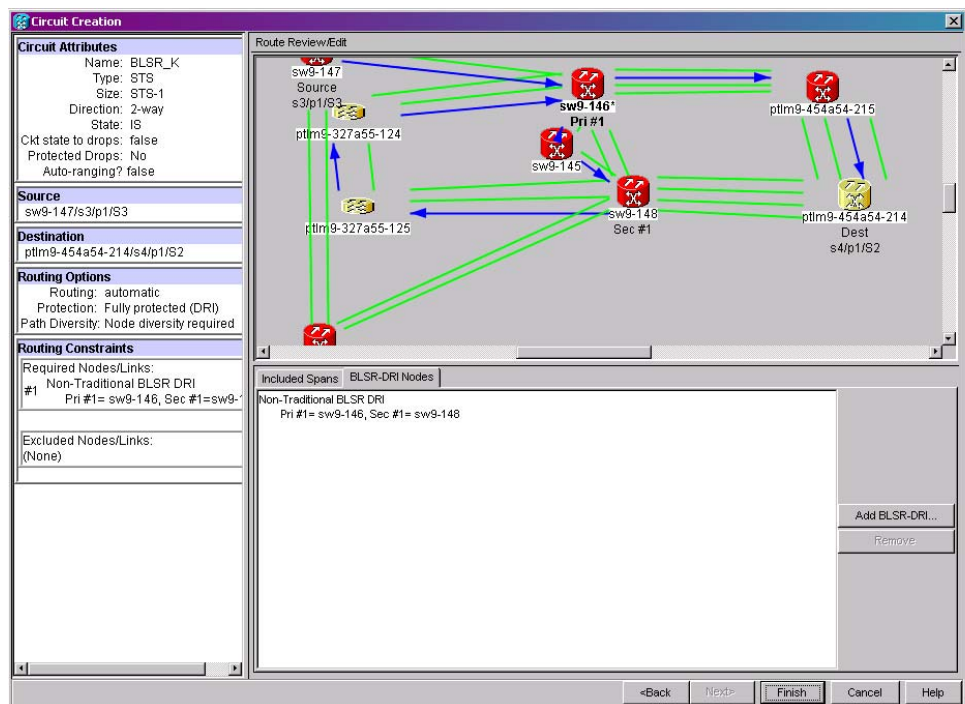 Circuit Creation
Circuit Attributes
Name: BLSR_K
Type: STS
Size: STS-1
Direction: 2-way
State: IS
Ckt state to drops: false
Protected Drops: No
Auto-ranging? false
Source
sw9-147/s3/p1/S3
Destination
ptlm9-454a54-214/s4/p1/S2
Routing Options
Routing: automatic
Protection: Fully protected (DRI)
Path Diversity: Node diversity required
Routing Constraints
Required Nodes/Links:
#1 Non-Traditional BLSR DRI
Pri #1= sw9-146, Sec #1=sw9-1
Excluded Nodes/Links:
(None)
Route Review/Edit
sw9-147
Source
s3/p1/S3
ptlm9-327a55-124
sw9-146*
Pri #1
ptlm9-454a55-215
sw9-145
ptlm9-327a55-125
sw9-148
Sec #1
ptlm9-454a54-214
Dest
s4/p1/S2
Included Spans
BLSR-DRI Nodes
Non-Traditional BLSR DRI
Pri #1= sw9-146, Sec #1= sw9-148
Add BLSR-DRI...
Remove
<Back
Next>
Finish
Cancel
Help